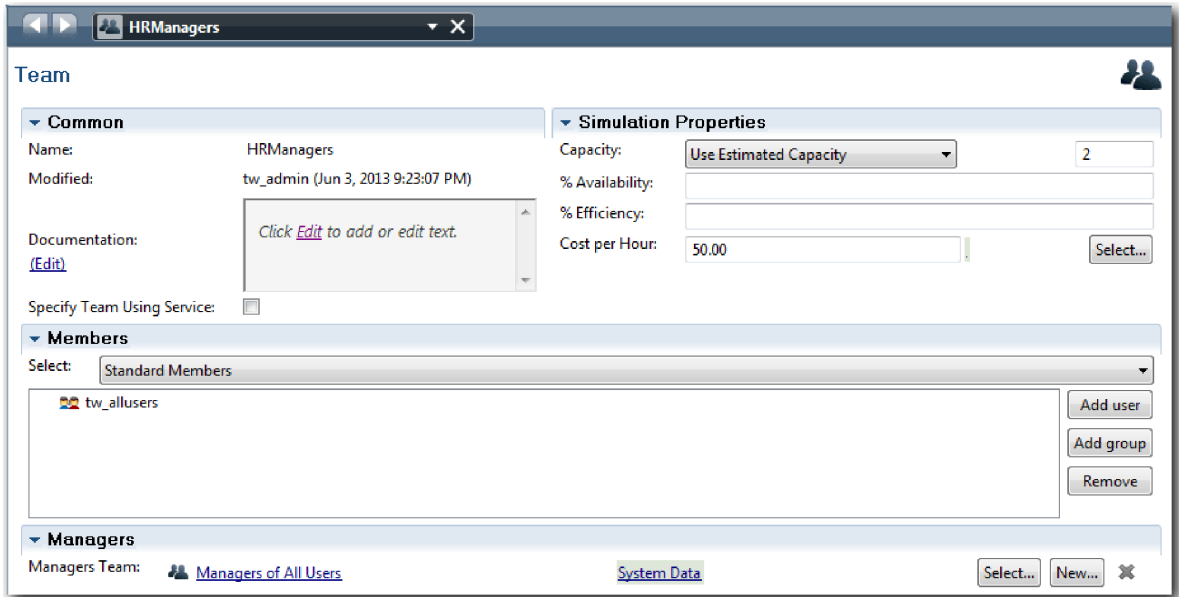 HRManagers
Team
Common
Name: HRManagers
Modified: tw_admin (Jun 3, 2013 9:23:07 PM)
Documentation:
(Edit)
Click Edit to add or edit text.
Specify Team Using Service:
Simulation Properties
Capacity: Use Estimated Capacity 2
% Availability:
% Efficiency:
Cost per Hour: 50.00 Select...
Members
Select: Standard Members
tw_allusers
Add user
Add group
Remove
Managers
Managers Team: Managers of All Users System Data Select... New...